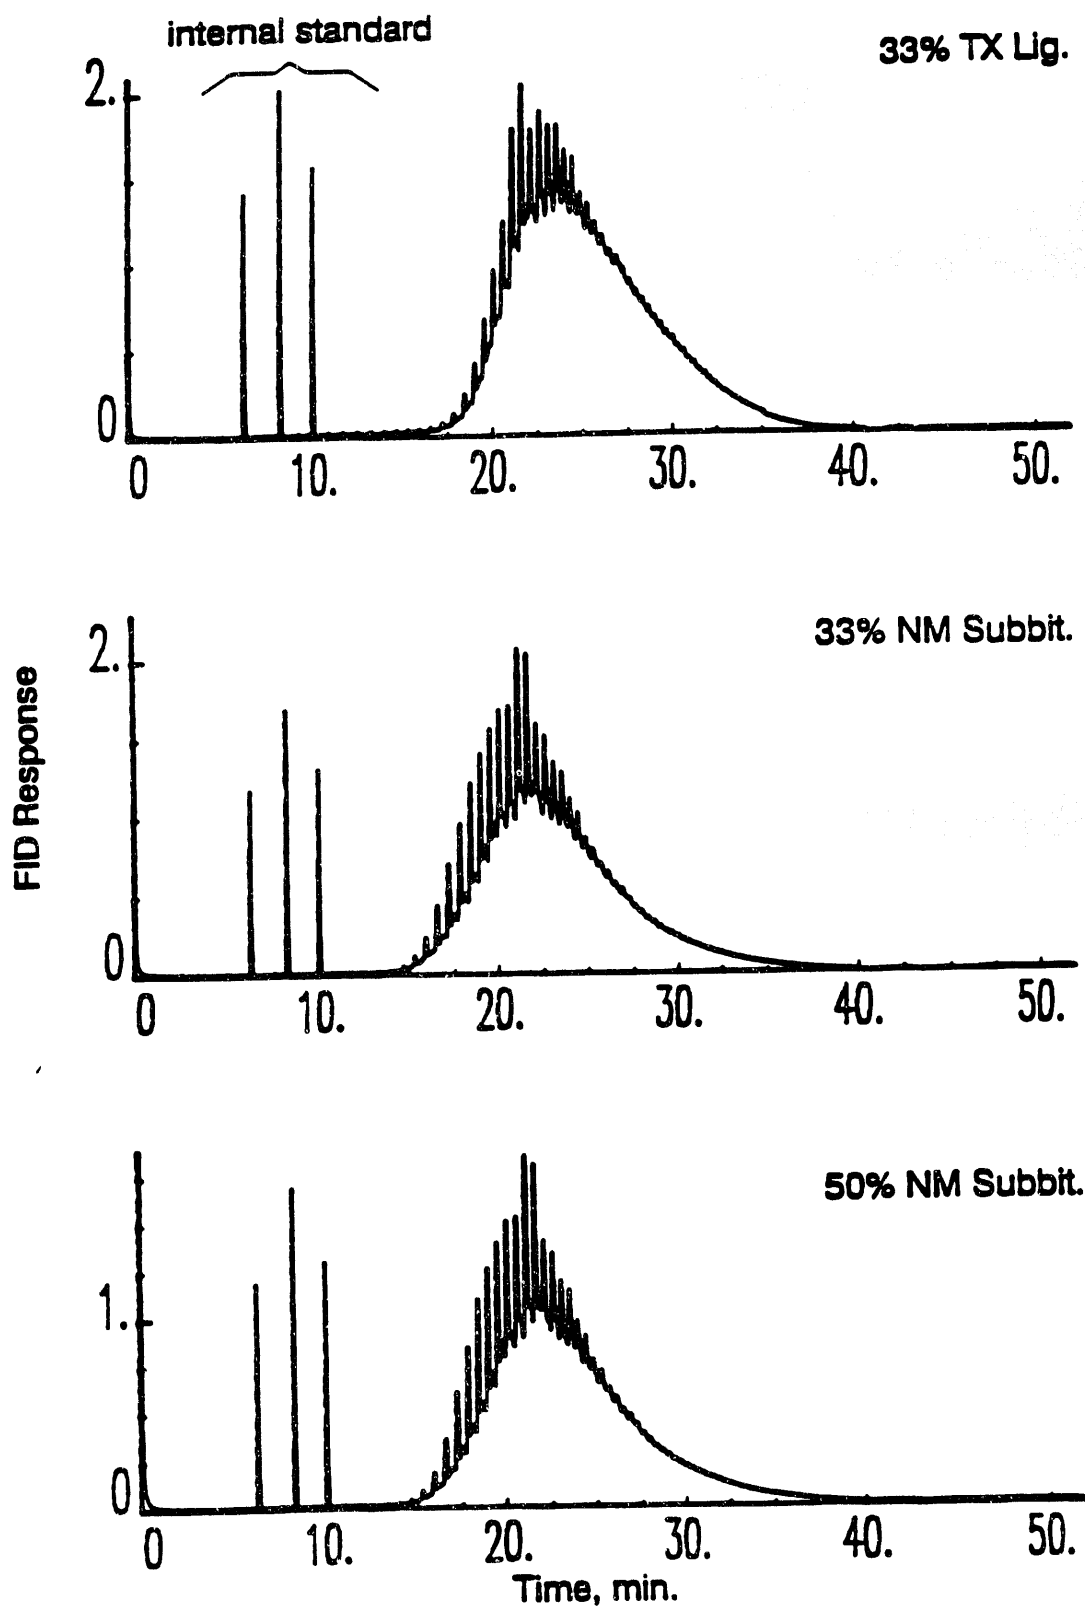 internal standard
33% TX Lig.
2.
0
0 10. 20. 30. 40. 50.
33% NM Subbit.
2.
0
0 10. 20. 30. 40. 50.
FID Response
50% NM Subbit.
1.
0
0 10. 20. 30. 40. 50.
Time, min.